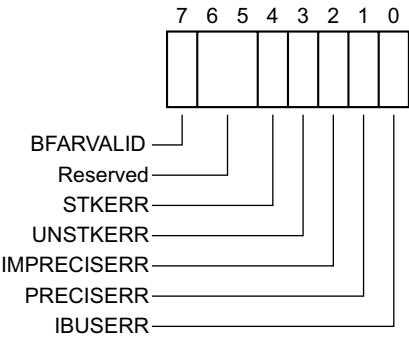 7 6 5 4 3 2 1 0
BFARVALID
Reserved
STKERR
UNSTKERR
IMPRECISERR
PRECISERR
IBUSERR